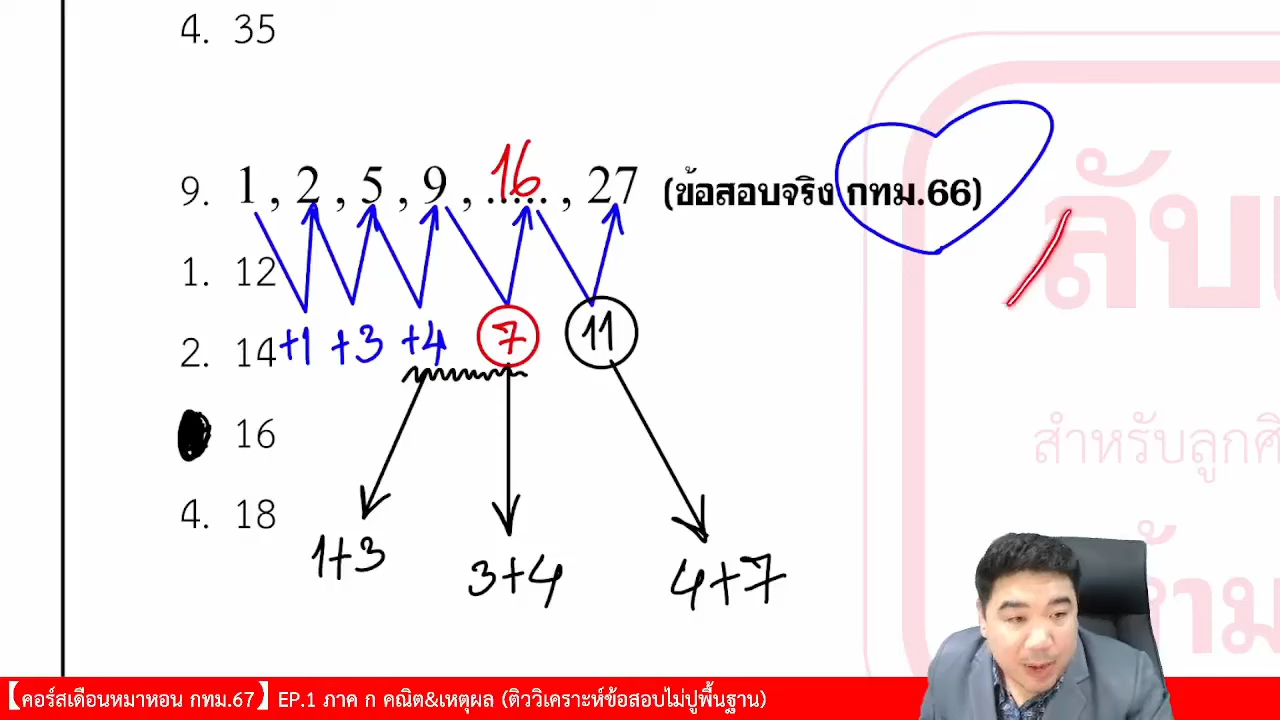 4. 35
9. 1 , 2 , 5 , 9 , 16 , 27 (ข้อสอบจริง กทม.66)
1. 12
2. 14 +1 +3 +4 7 11
16
4. 18
1+3 3+4 4+7
สำหรับลูกศิ
【คอร์สเดือนหมาหอน กทม.67】 EP.1 ภาค ก คณิต&เหตุผล (ติววิเคราะห์ข้อสอบไม่ปูพื้นฐาน)